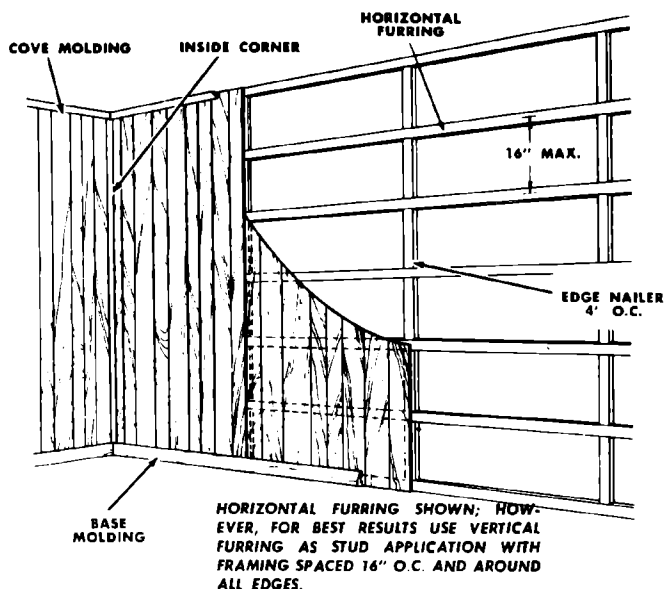 HORIZONTAL
FURRING
COVE MOLDING
INSIDE CORNER
16" MAX.
EDGE NAILER
4' O.C.
BASE
MOLDING
HORIZONTAL FURRING SHOWN; HOW-
EVER, FOR BEST RESULTS USE VERTICAL
FURRING AS STUD APPLICATION WITH
FRAMING SPACED 16" O.C. AND AROUND
ALL EDGES.